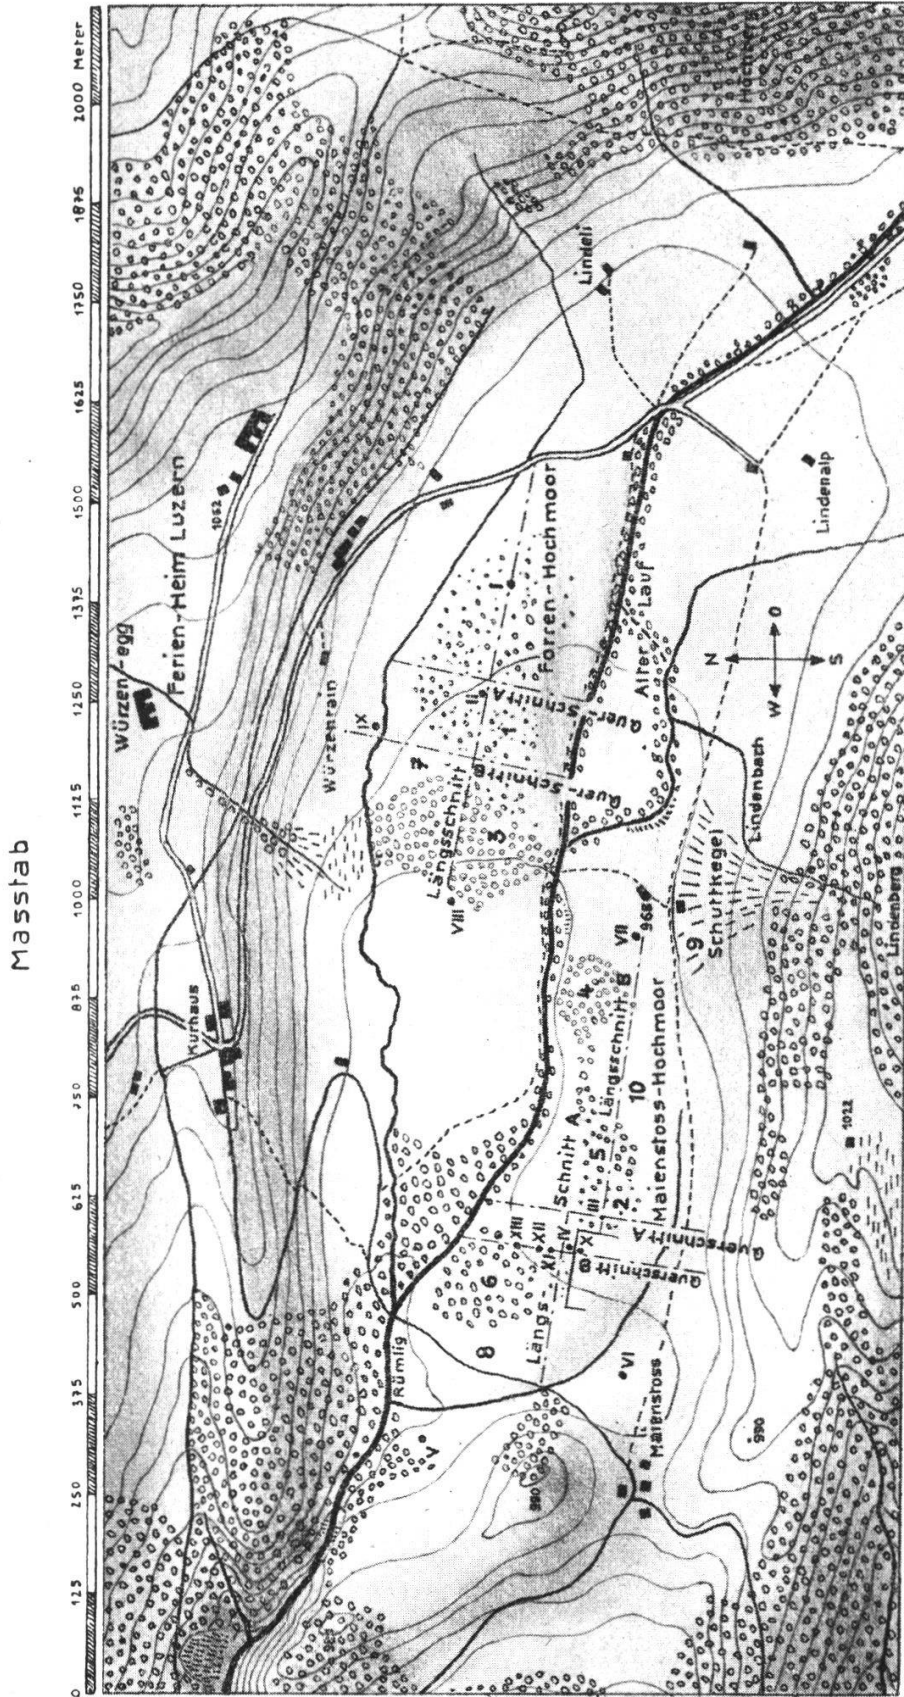 Masstab
0 125 250 375 500 625 750 875 1000 1125 1250 1375 1500 1625 1750 1875 2000 Meter
Kurhaus
Würzen-egg
Ferien-Heim Luzern
1052
Würzenrain
IX
7
Längsschnitt
VIII
3
1
II
I
Quer-Schnitt A
Quer-Schnitt B
Forren-Hochmoor
Alter Lauf
Lindeli
Lindenalp
N
W O
S
Lindenbach
Schuttkegel
9
Lindenberg
965
VII
4
Längsschnitt B
10
Maienstoss-Hochmoor
5
2
Längs-Schnitt A
XIII
XII
XI
IV
X
III
Querschnitt A
Querschnitt B
6
8
Rümlig
V
VI
990
Maienstoss
990
1022